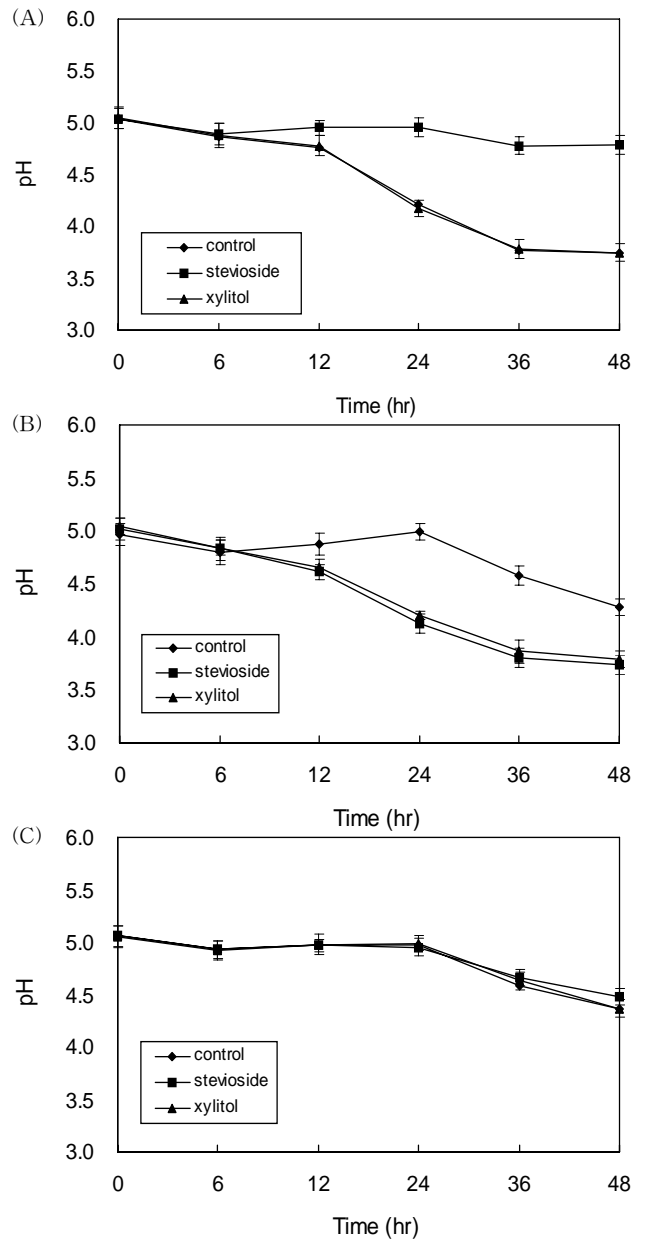 (A)
6.0
5.5
5.0
4.5
4.0
3.5
3.0
pH
control
stevioside
xylitol
0 6 12 24 36 48
Time (hr)
(B)
6.0
5.5
5.0
4.5
4.0
3.5
3.0
pH
control
stevioside
xylitol
0 6 12 24 36 48
Time (hr)
(C)
6.0
5.5
5.0
4.5
4.0
3.5
3.0
pH
control
stevioside
xylitol
0 6 12 24 36 48
Time (hr)